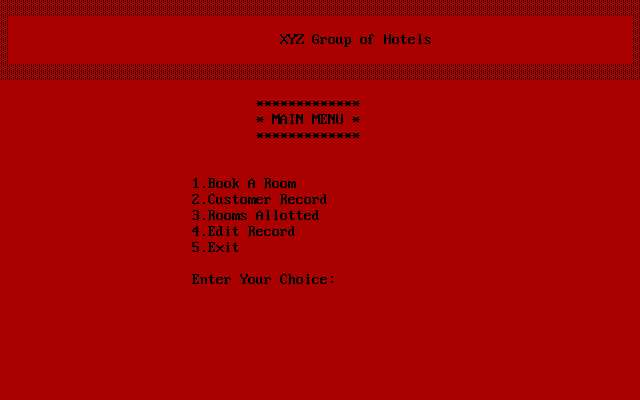 XYZ Group of Hotels
*************
* MAIN MENU *
*************
1.Book A Room
2.Customer Record
3.Rooms Allotted
4.Edit Record
5.Exit
Enter Your Choice: